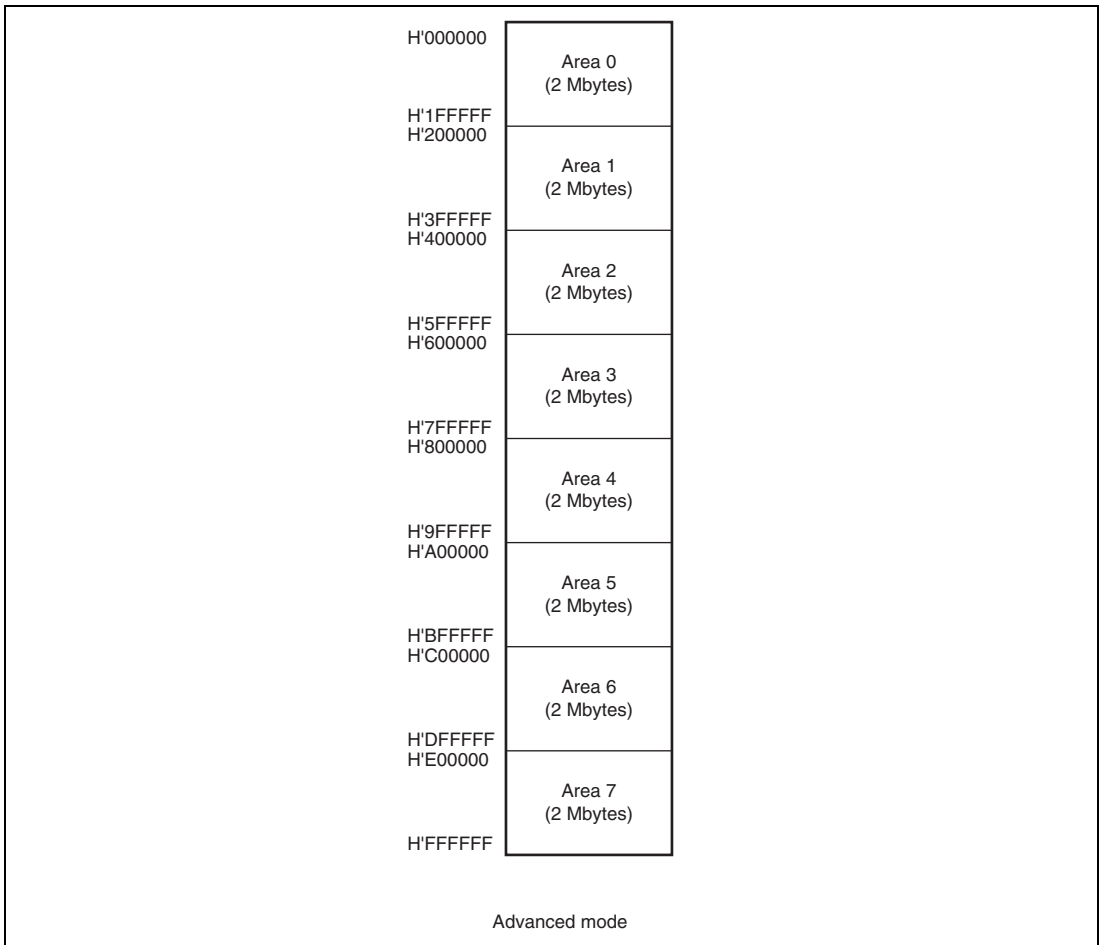 H'000000
Area 0
(2 Mbytes)
H'1FFFFF
H'200000
Area 1
(2 Mbytes)
H'3FFFFF
H'400000
Area 2
(2 Mbytes)
H'5FFFFF
H'600000
Area 3
(2 Mbytes)
H'7FFFFF
H'800000
Area 4
(2 Mbytes)
H'9FFFFF
H'A00000
Area 5
(2 Mbytes)
H'BFFFFF
H'C00000
Area 6
(2 Mbytes)
H'DFFFFF
H'E00000
Area 7
(2 Mbytes)
H'FFFFFF
Advanced mode